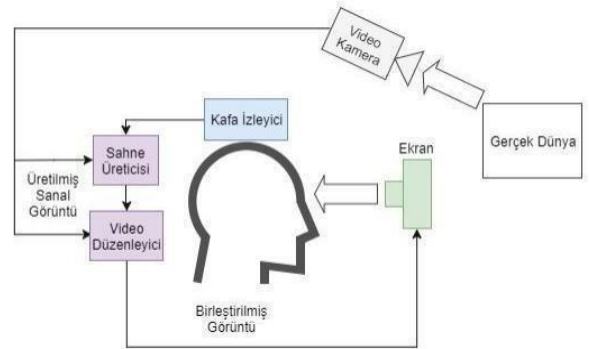 Video
Kamera
Kafa İzleyici
Gerçek Dünya
Ekran
Sahne
Üreticisi
Üretilmiş
Sanal
Görüntü
Video
Düzenleyici
Birleştirilmiş
Görüntü